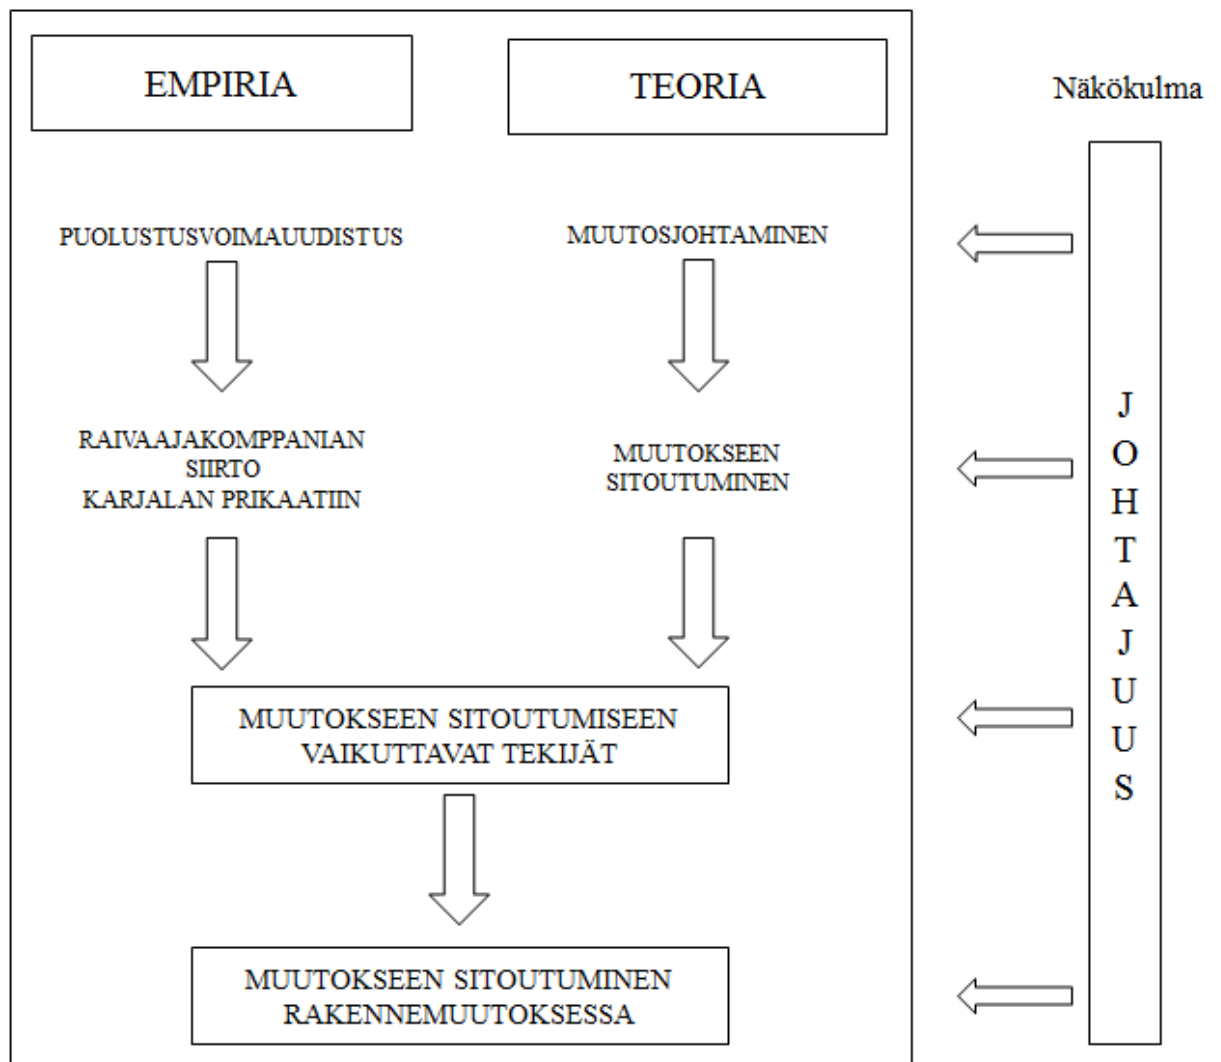 EMPIRIA
TEORIA
Näkökulma
PUOLUSTUSVOIMAUUDISTUS
MUUTOSJOHTAMINEN
RAIVAAJAKOMPPANIAN
SIIRTO
KARJALAN PRIKAATIIN
MUUTOKSEEN
SITOUTUMINEN
MUUTOKSEEN SITOUTUMISEEN
VAIKUTTAVAT TEKIJÄT
MUUTOKSEEN SITOUTUMINEN
RAKENNEMUUTOKSESSA
J
O
H
T
A
J
U
U
S